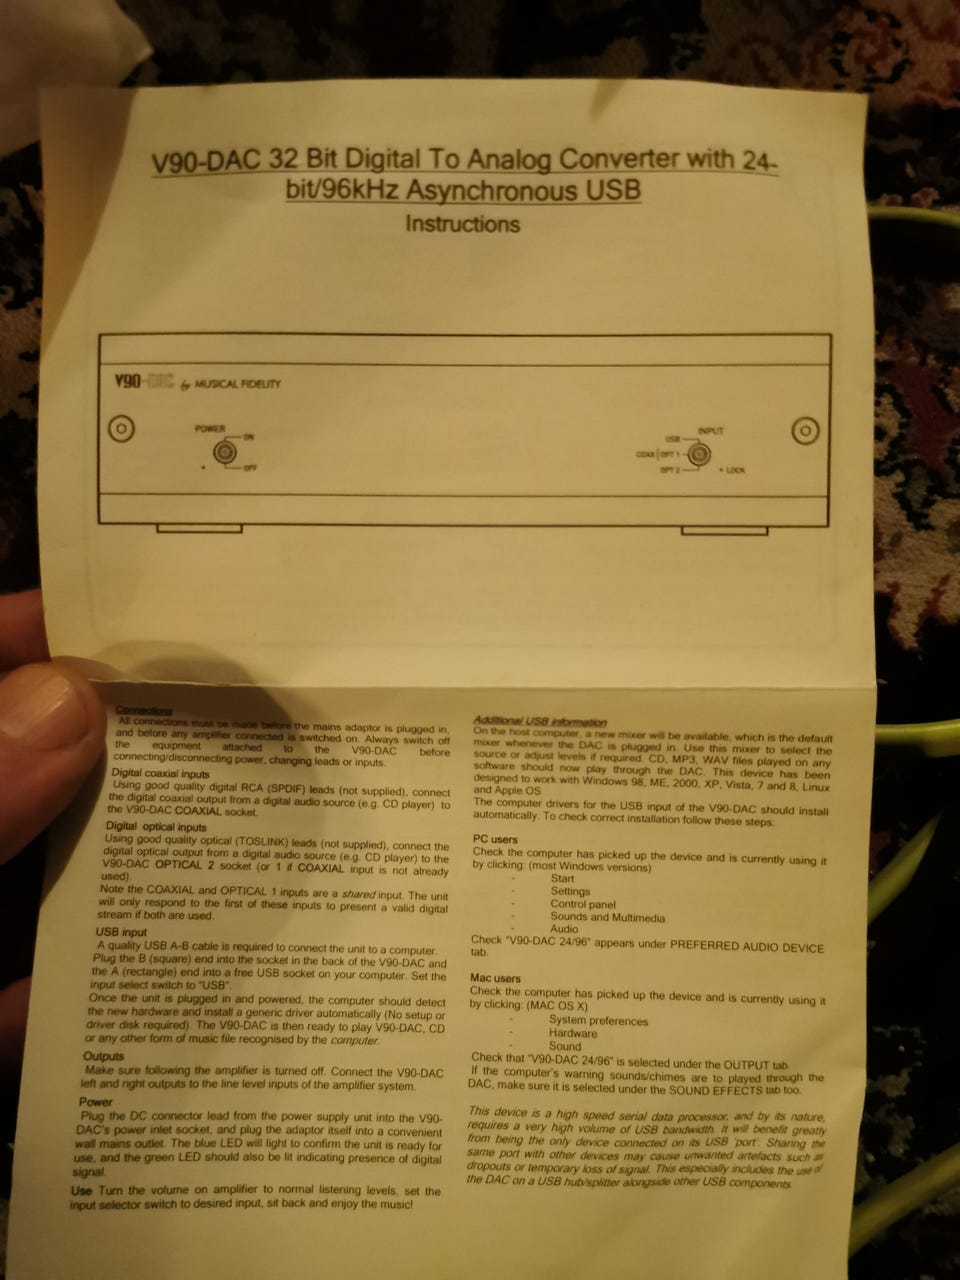 V90-DAC 32 Bit Digital To Analog Converter with 24-
bit/96kHz Asynchronous USB
Instructions
V90-DAC by MUSICAL FIDELITY
POWER
ON
OFF
INPUT
USB
COAX OPT 1
OPT 2
LOCK
Connections
All connections must be made before the mains adaptor is plugged in,
and before any amplifier connected is switched on. Always switch off
the equipment attached to the V90-DAC before
connecting/disconnecting power, changing leads or inputs.
Digital coaxial inputs
Using good quality digital RCA (SPDIF) leads (not supplied), connect
the digital coaxial output from a digital audio source (e.g. CD player) to
the V90-DAC COAXIAL socket.
Digital optical inputs
Using good quality optical (TOSLINK) leads (not supplied), connect the
digital optical output from a digital audio source (e.g. CD player) to the
V90-DAC OPTICAL 2 socket (or 1 if COAXIAL input is not already
used).
Note the COAXIAL and OPTICAL 1 inputs are a shared input. The unit
will only respond to the first of these inputs to present a valid digital
stream if both are used.
USB input
A quality USB A-B cable is required to connect the unit to a computer.
Plug the B (square) end into the socket in the back of the V90-DAC and
the A (rectangle) end into a free USB socket on your computer. Set the
input select switch to "USB".
Once the unit is plugged in and powered, the computer should detect
the new hardware and install a generic driver automatically (No setup or
driver disk required). The V90-DAC is then ready to play V90-DAC, CD
or any other form of music file recognised by the computer.
Outputs
Make sure following the amplifier is turned off. Connect the V90-DAC
left and right outputs to the line level inputs of the amplifier system.
Power
Plug the DC connector lead from the power supply unit into the V90-
DAC's power inlet socket, and plug the adaptor itself into a convenient
wall mains outlet. The blue LED will light to confirm the unit is ready for
use, and the green LED should also be lit indicating presence of digital
signal.
Use Turn the volume on amplifier to normal listening levels, set the
input selector switch to desired input, sit back and enjoy the music!
Additional USB information
On the host computer, a new mixer will be available, which is the default
mixer whenever the DAC is plugged in. Use this mixer to select the
source or adjust levels if required. CD, MP3, WAV files played on any
software should now play through the DAC. This device has been
designed to work with Windows 98, ME, 2000, XP, Vista, 7 and 8, Linux
and Apple OS
The computer drivers for the USB input of the V90-DAC should install
automatically. To check correct installation follow these steps:
PC users
Check the computer has picked up the device and is currently using it
by clicking: (most Windows versions)
- Start
- Settings
- Control panel
- Sounds and Multimedia
- Audio
Check "V90-DAC 24/96" appears under PREFERRED AUDIO DEVICE
tab.
Mac users
Check the computer has picked up the device and is currently using it
by clicking: (MAC OS X)
- System preferences
- Hardware
- Sound
Check that "V90-DAC 24/96" is selected under the OUTPUT tab.
If the computer's warning sounds/chimes are to played through the
DAC, make sure it is selected under the SOUND EFFECTS tab too.
This device is a high speed serial data processor, and by its nature,
requires a very high volume of USB bandwidth. It will benefit greatly
from being the only device connected on its USB 'port'. Sharing the
same port with other devices may cause unwanted artefacts such as
dropouts or temporary loss of signal. This especially includes the use of
the DAC on a USB hub/splitter alongside other USB components